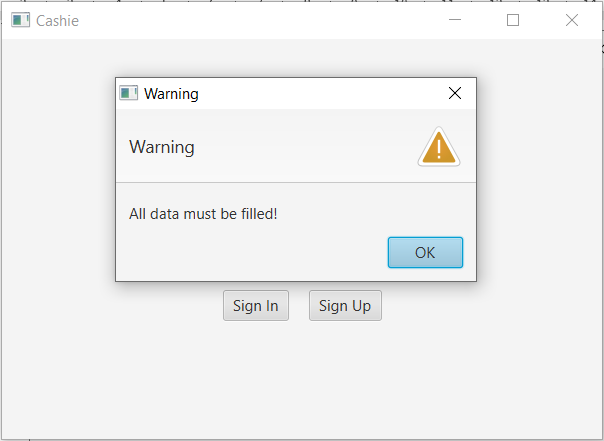 Cashie
Warning
Warning
All data must be filled!
OK
Sign In
Sign Up